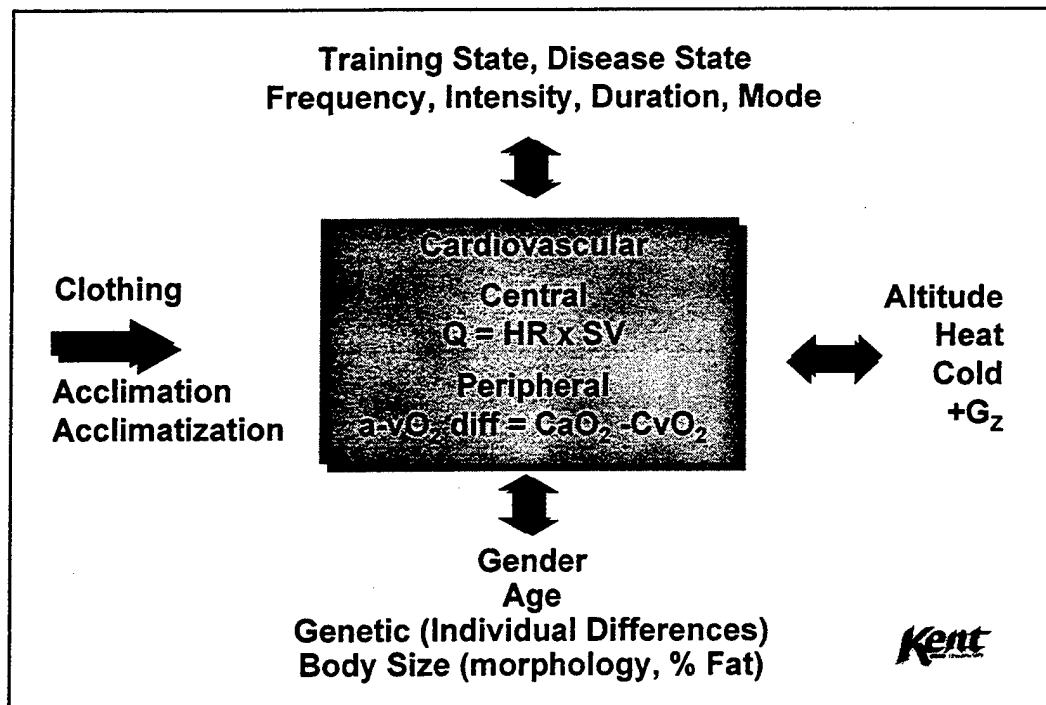 Training State, Disease State
Frequency, Intensity, Duration, Mode
Cardiovascular
Central
Q = HR x SV
Peripheral
a-vO₂ diff = CaO₂ -CvO₂
Clothing
Acclimation
Acclimatization
Altitude
Heat
Cold
+Gz
Gender
Age
Genetic (Individual Differences)
Body Size (morphology, % Fat)
Kent